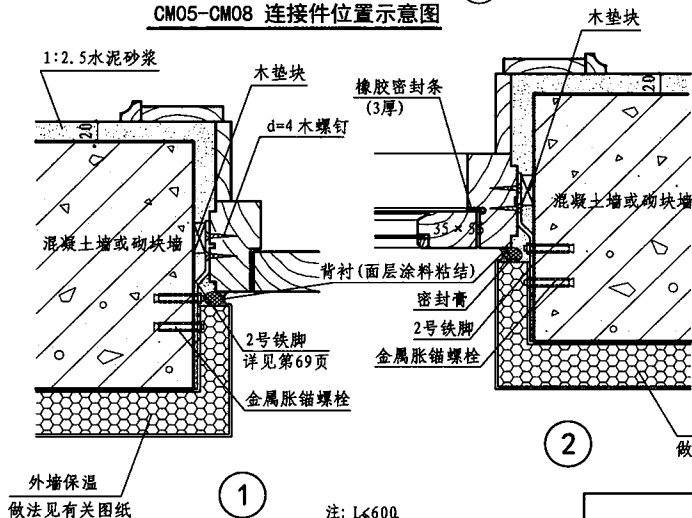 CM05-CM08 连接件位置示意图
木垫块
1:2.5水泥砂浆
木垫块
橡胶密封条
(3厚)
d=4木螺钉
20
20
混凝土墙或砌块墙
混凝土墙或砌块墙
35×55
背衬(面层涂料粘结)
密封膏
2号铁脚
详见第69页
2号铁脚
金属胀锚螺栓
金属胀锚螺栓
外墙保温
做法见有关图纸
做
1
2
注: L≤600